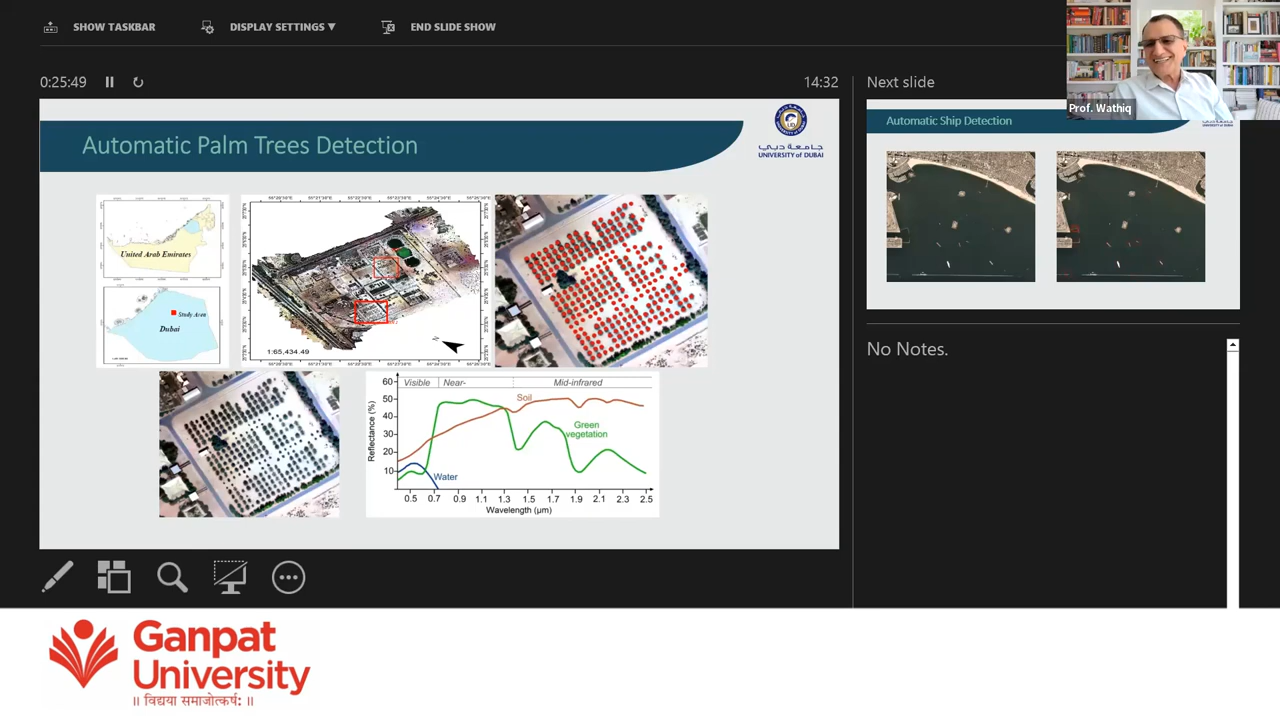 SHOW TASKBAR
DISPLAY SETTINGS ▼
END SLIDE SHOW
0:25:49
14:32
Next slide
Prof. Wathiq
Automatic Palm Trees Detection
جامعة دبي
UNIVERSITY of DUBAI
Automatic Ship Detection
United Arab Emirates
Study Area
Dubai
1:65,434.49
60
50
40
30
20
10
Reflectance (%)
Visible
Near-
Mid-infrared
Soil
Green
vegetation
Water
0.5 0.7 0.9 1.1 1.3 1.5 1.7 1.9 2.1 2.3 2.5
Wavelength (µm)
No Notes.
Ganpat
University
॥ विद्यया समाजोत्कर्षः ॥